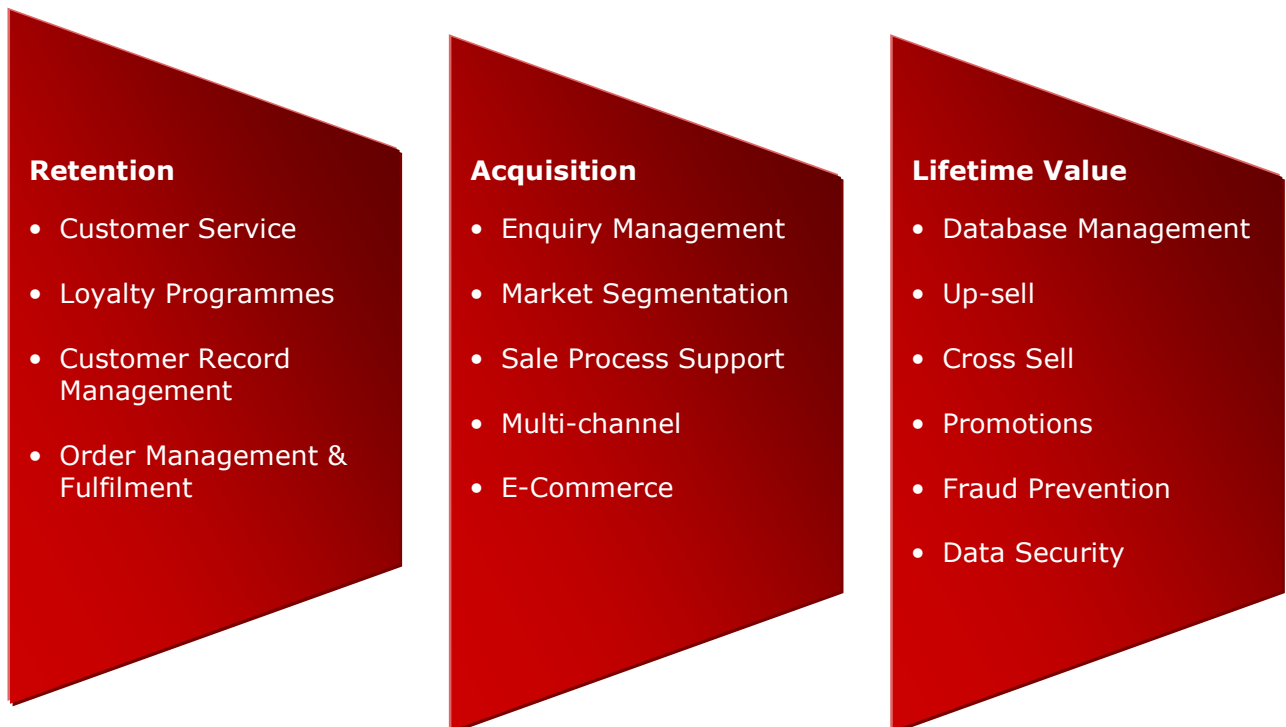 Retention
• Customer Service
• Loyalty Programmes
• Customer Record
Management
• Order Management &
Fulfilment
Acquisition
• Enquiry Management
• Market Segmentation
• Sale Process Support
• Multi-channel
• E-Commerce
Lifetime Value
• Database Management
• Up-sell
• Cross Sell
• Promotions
• Fraud Prevention
• Data Security